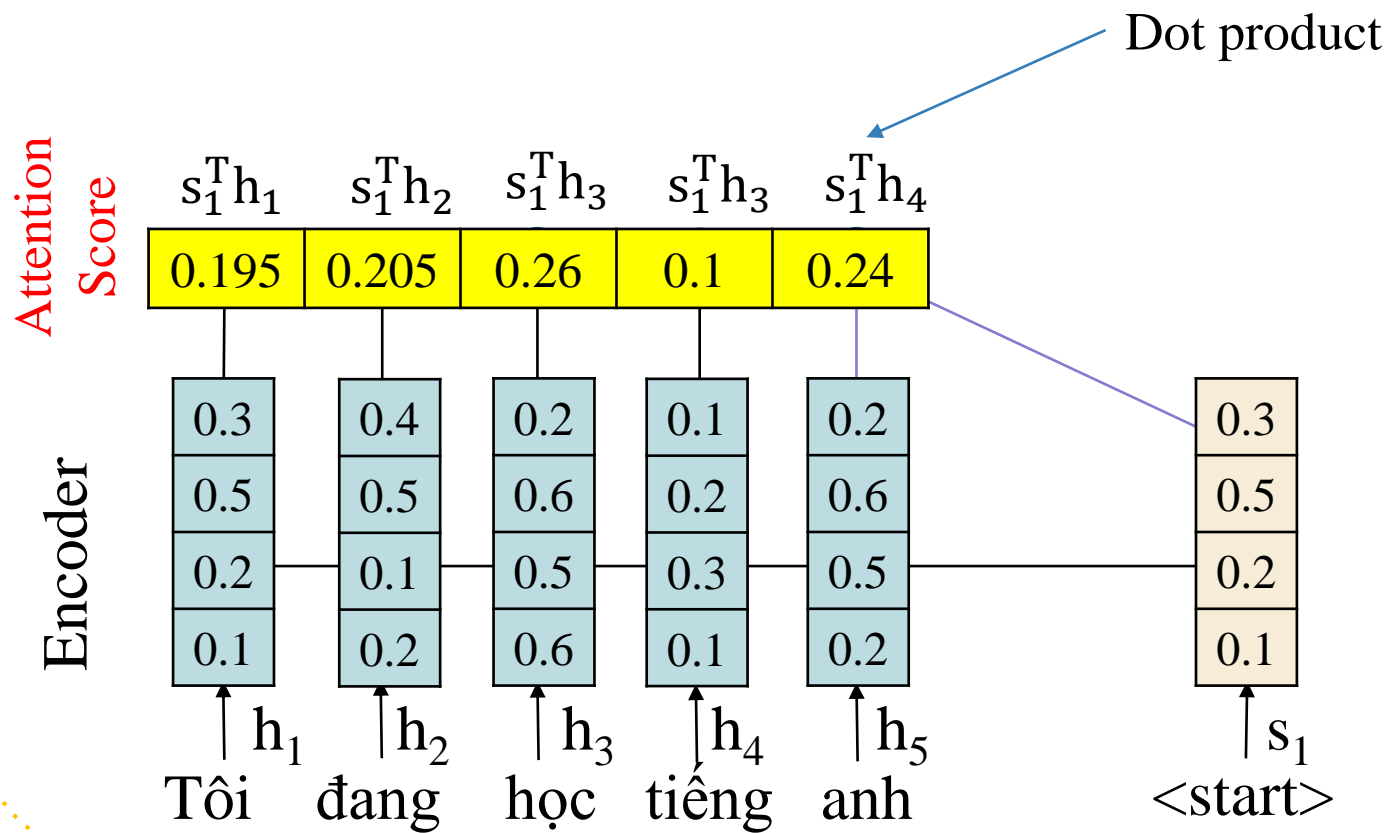 Dot product
Attention
Score
s₁ᵀh₁ s₁ᵀh₂ s₁ᵀh₃ s₁ᵀh₃ s₁ᵀh₄
0.195 0.205 0.26 0.1 0.24
Encoder
0.3 0.4 0.2 0.1 0.2 0.3
0.5 0.5 0.6 0.2 0.6 0.5
0.2 0.1 0.5 0.3 0.5 0.2
0.1 0.2 0.6 0.1 0.2 0.1
h₁ h₂ h₃ h₄ h₅ s₁
Tôi đang học tiếng anh <start>